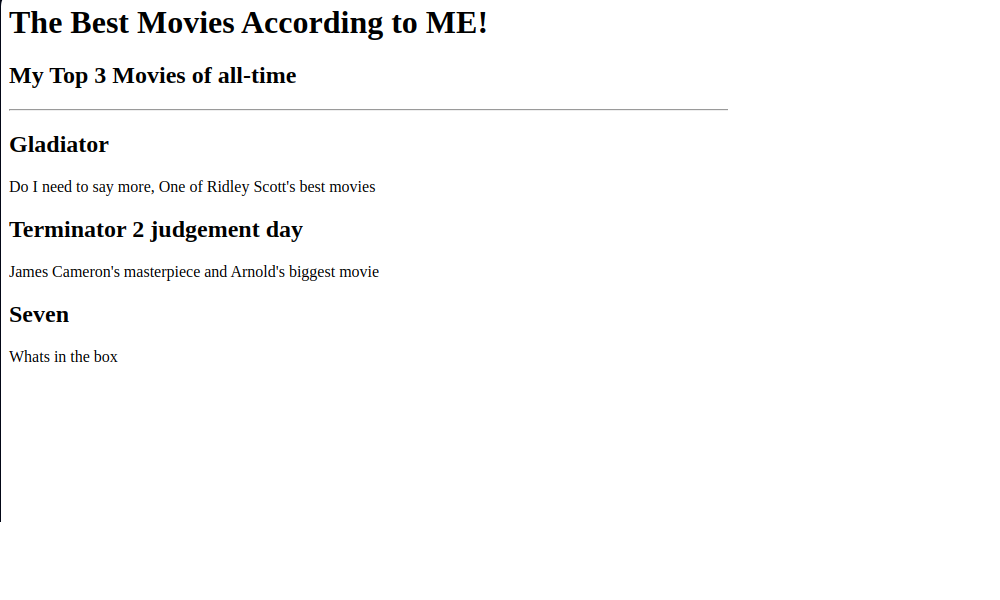 The Best Movies According to ME!
My Top 3 Movies of all-time
Gladiator
Do I need to say more, One of Ridley Scott's best movies
Terminator 2 judgement day
James Cameron's masterpiece and Arnold's biggest movie
Seven
Whats in the box